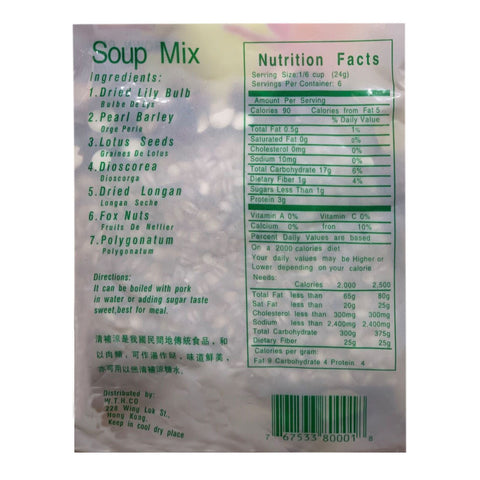 Soup Mix
Ingredients:
1.Dried Lily Bulb
Bulbe De Lys
2.Pearl Barley
Orge Perle
3.Lotus Seeds
Graines De Lotus
4.Dioscorea
Dioscorga
5.Dried Longan
Longan Seche
6.Fox Nuts
Fruits De Nellier
7.Polygonatum
Polygonatum
Directions:
It can be boiled with pork
in water or adding sugar taste
sweet,best for meal.
清補涼是我國民間地傳統食品，和
以肉類，可作湯作餸，味道鮮美，
亦可用以煲清補涼糖水。
Distributed by:
W.T.H.CO
228 Wing Lok St.,
Hong Kong.
Keep in cool dry place
Nutrition Facts
Serring Size:1/6 cup (24g)
Servings Per Container: 6
Amount Per Serving
Calories 90 Calories from Fat 5
% Daily Value
Total Fat 0.5g 1%
Saturated Fat 0g 0%
Cholesterol 0mg 0%
Sodium 10mg 0%
Total Carbohydrate 17g 6%
Dietary Fiber 1g 4%
Sugars Less Than 1g
Protein 3g
Vitamin A 0% Vitamin C 0%
Calcium 0% Iron 10%
Percent Daily Values are based
On a 2000 calories diet
Your daily values may be Higher or
Lower depending on your calorie
Needs:
Calories 2.000 2,500
Total Fat less than 65g 80g
Sat Fat less than 20g 25g
Cholesterol less than 300mg 300mg
Sodium less than 2,400mg 2,400mg
Total Carbohydrate 300g 375g
Dietary Fiber 25g 25g
Calories per gram:
Fat 9 Carbohydrate 4 Protein 4
7 67533 80001 8